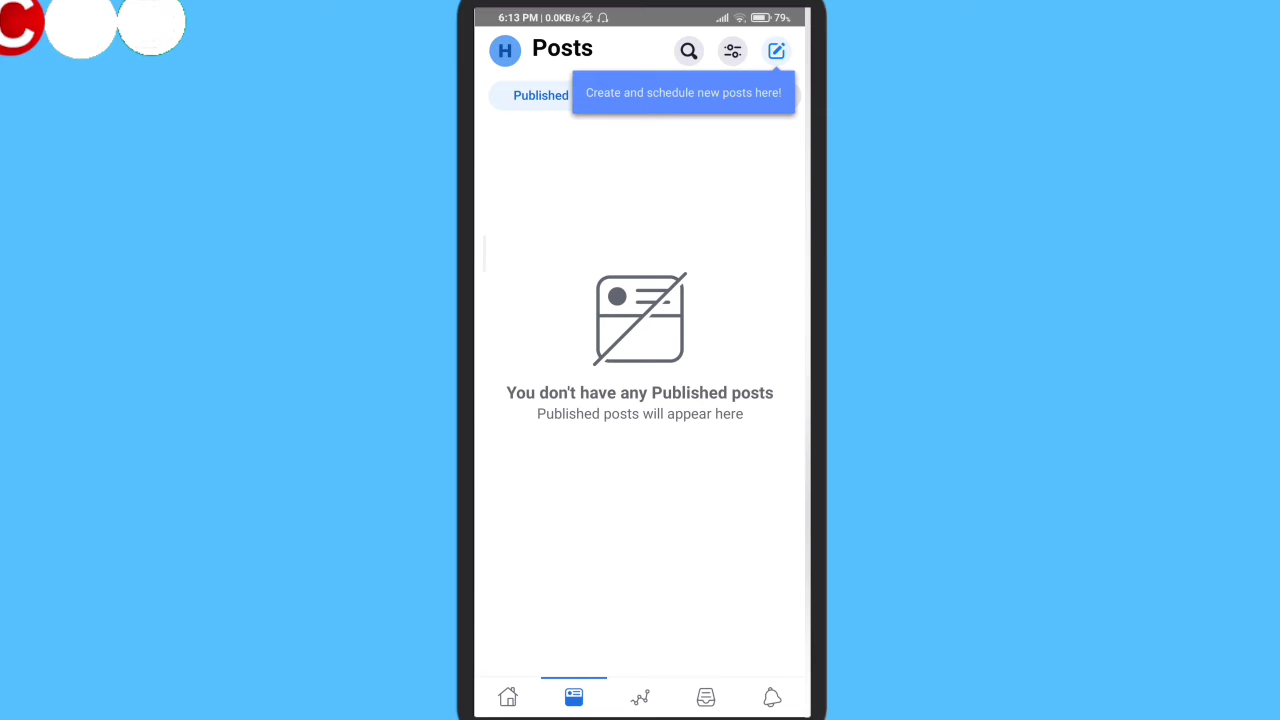 C
6:13 PM | 0.0KB/s
79%
H
Posts
Published
Create and schedule new posts here!
You don't have any Published posts
Published posts will appear here